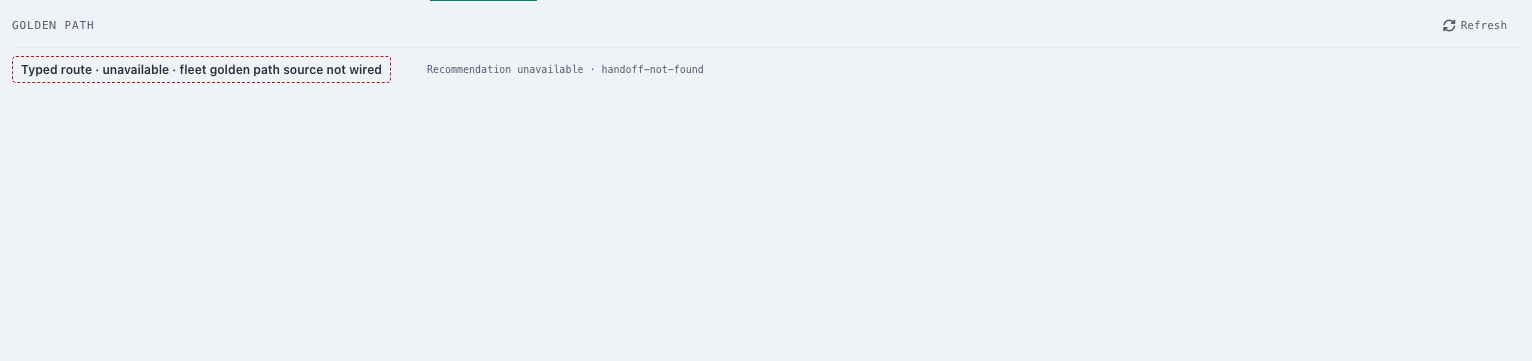 GOLDEN PATH
Refresh
Typed route · unavailable · fleet golden path source not wired
Recommendation unavailable · handoff-not-found